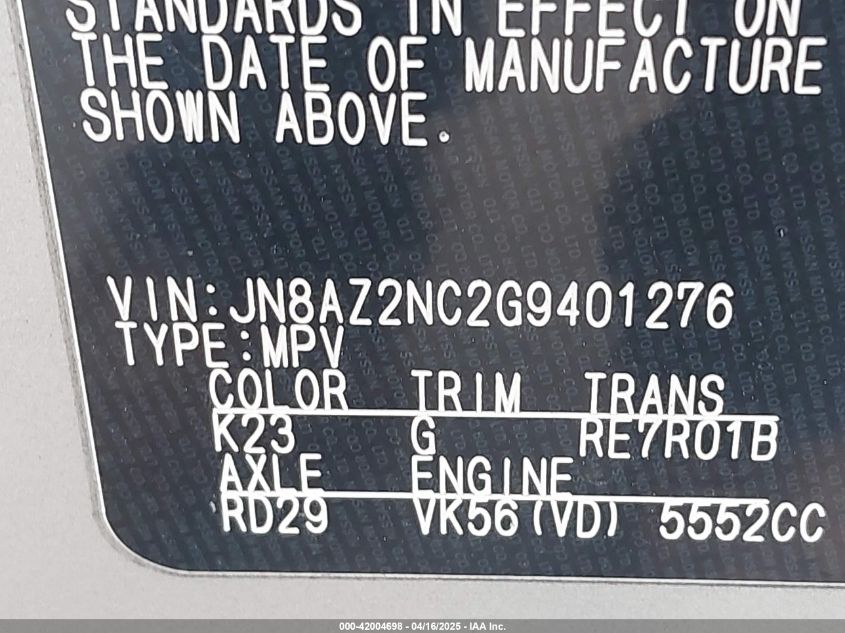 STANDARDS IN EFFECT ON
THE DATE OF MANUFACTURE
SHOWN ABOVE.
VIN:JN8AZ2NC2G9401276
TYPE:MPV
COLOR TRIM TRANS
K23 G RE7R01B
AXLE ENGINE
RD29 VK56(VD) 5552CC
000-42004698 - 04/16/2025 - IAA Inc.